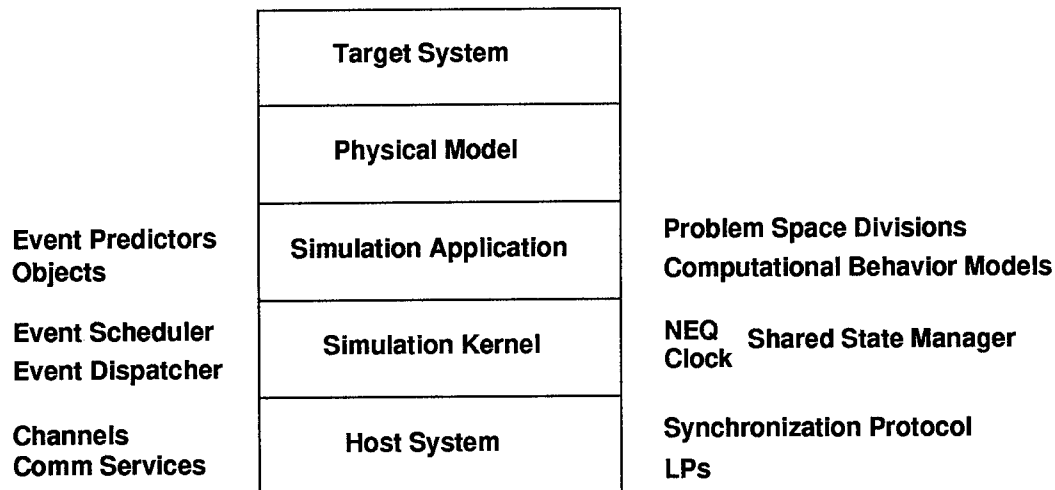 Target System
Physical Model
Event Predictors
Objects
Simulation Application
Problem Space Divisions
Computational Behavior Models
Event Scheduler
Event Dispatcher
Simulation Kernel
NEQ
Clock
Shared State Manager
Channels
Comm Services
Host System
Synchronization Protocol
LPs